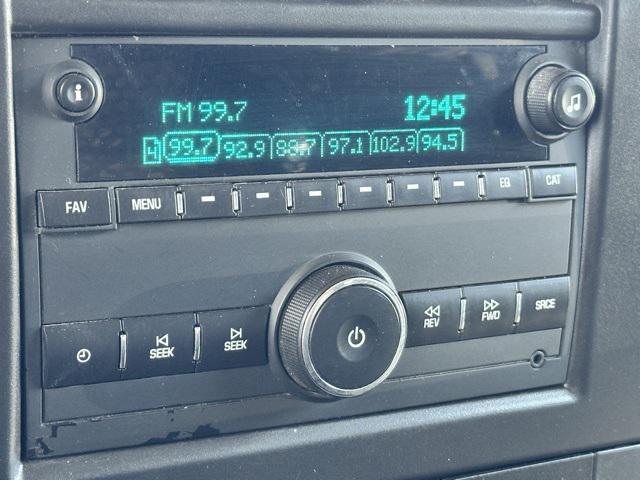 i
FM 99.7 12:45
99.7 92.9 88.7 97.1 102.9 94.5
FAV MENU EQ CAT
REV FWD SRCE
SEEK SEEK